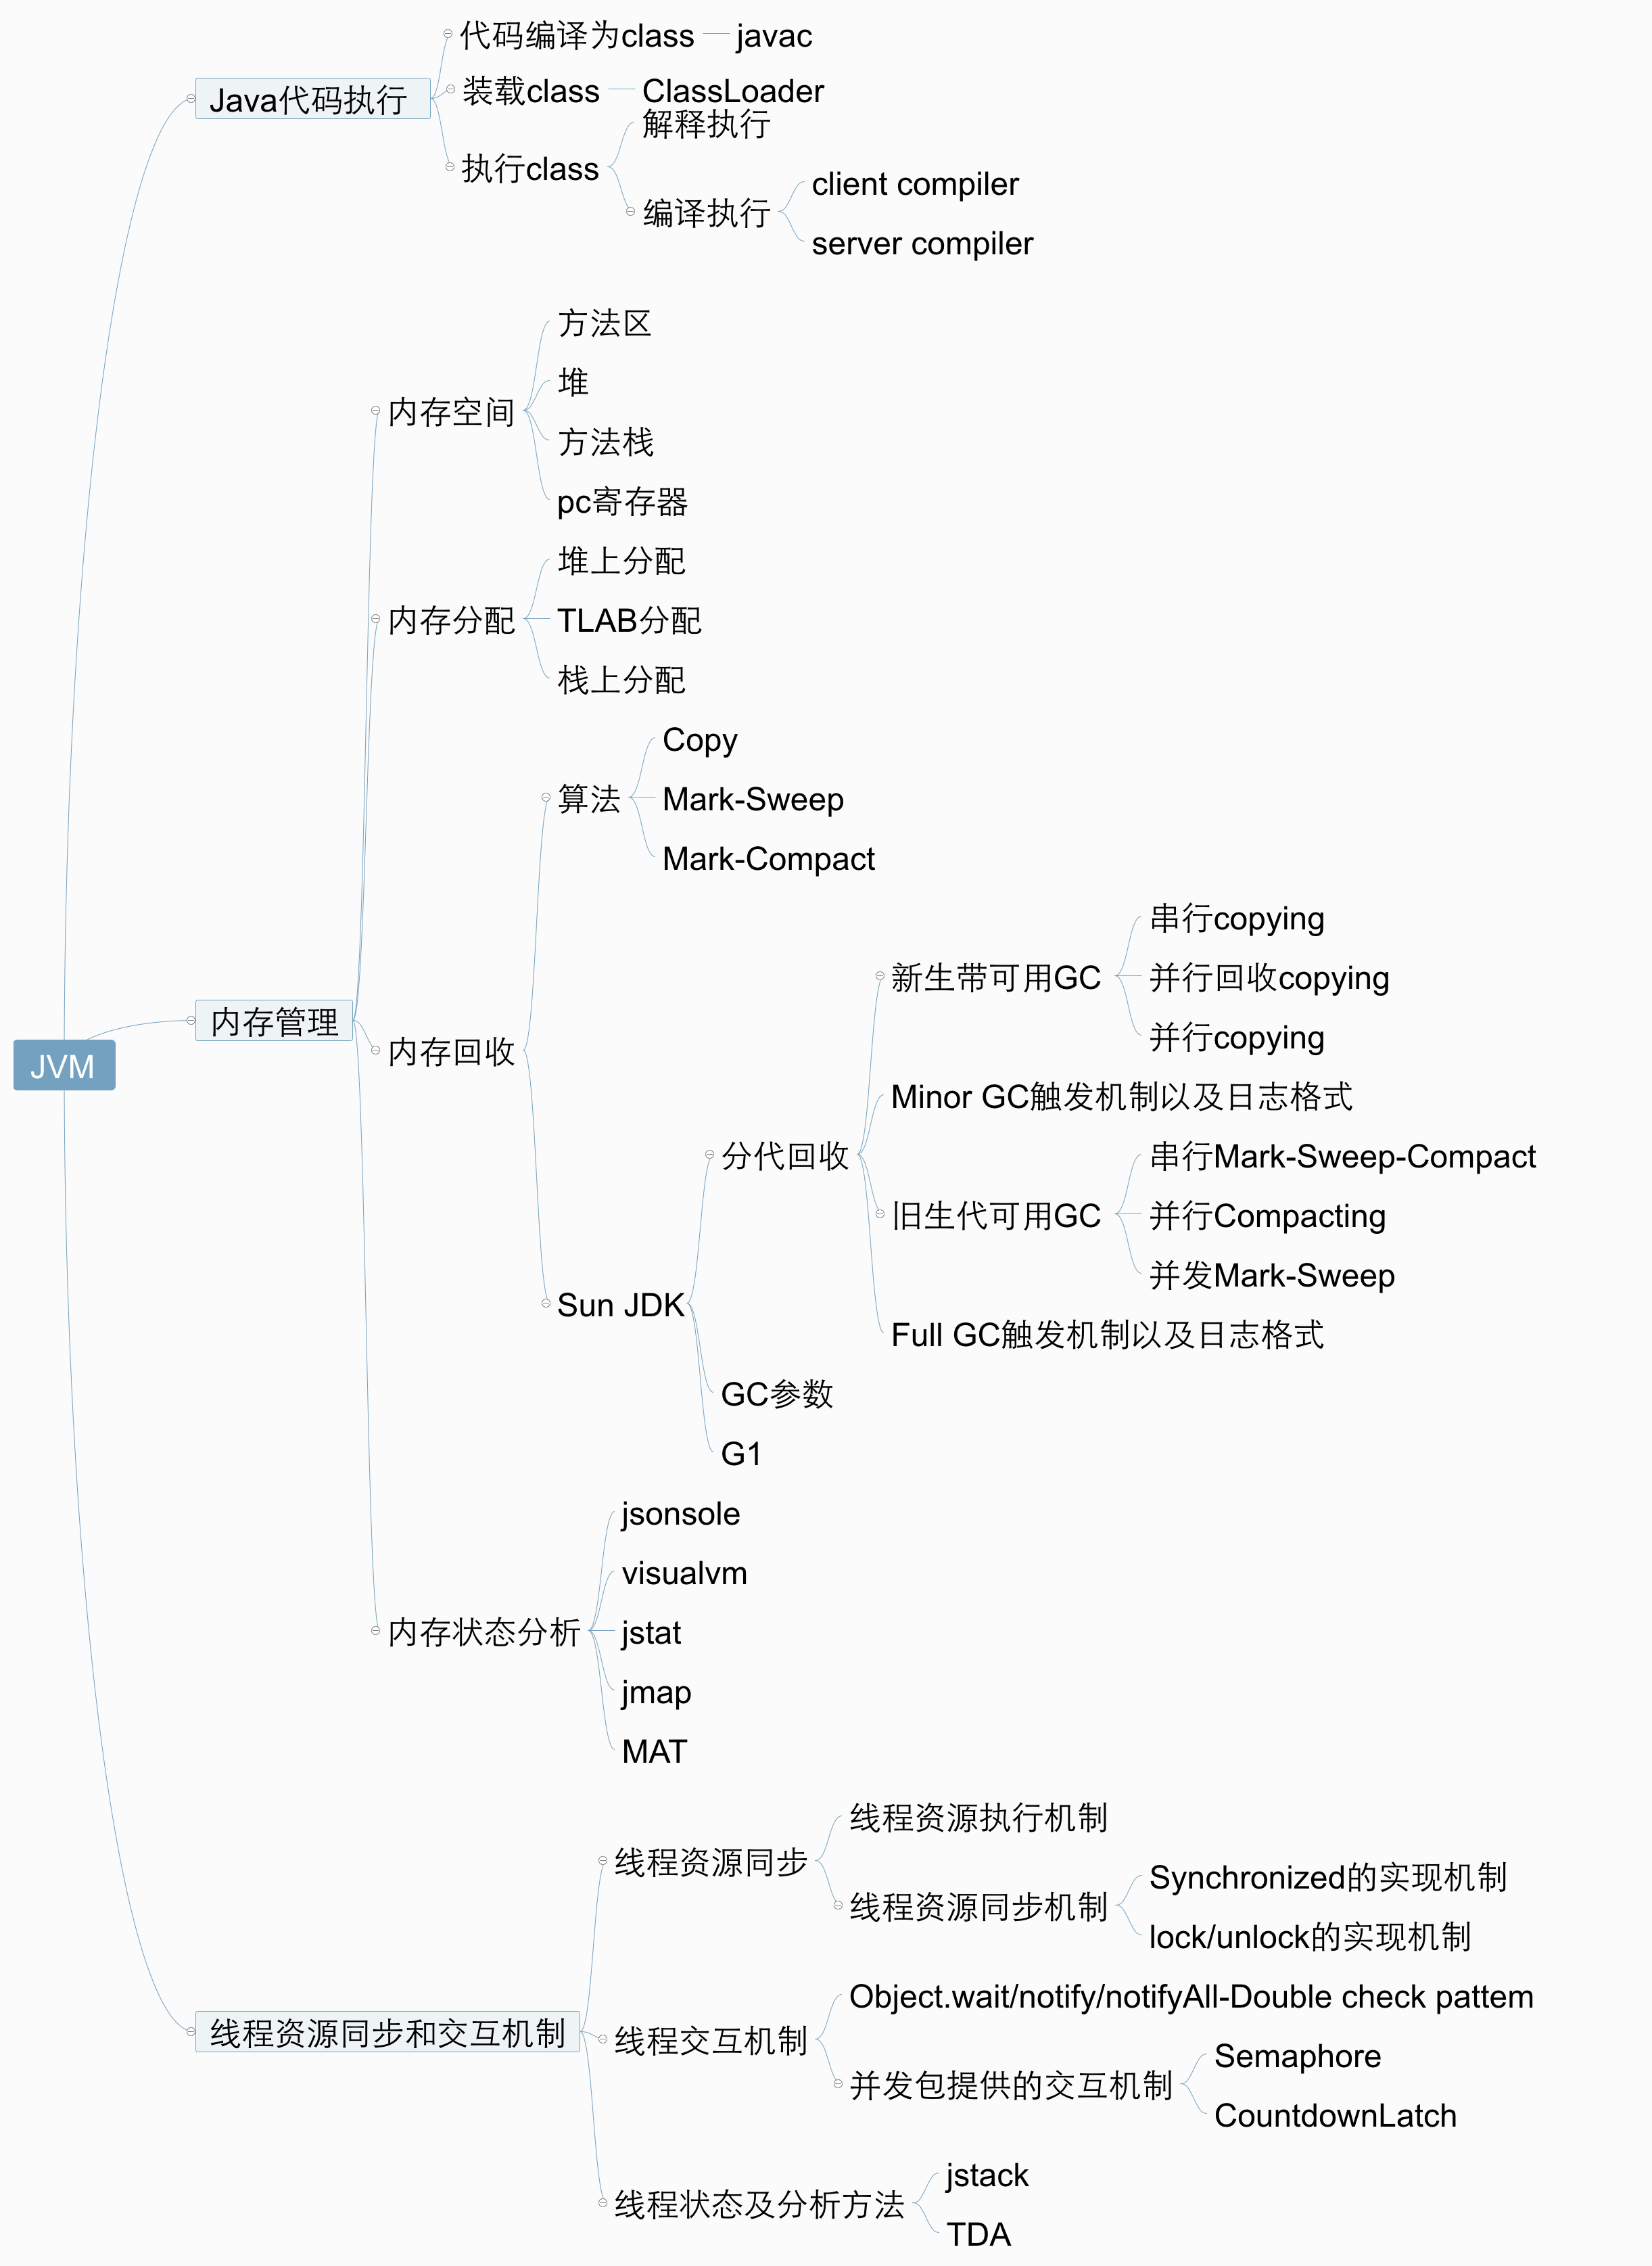 代码编译为class
javac
Java代码执行
装载class
ClassLoader
解释执行
执行class
client compiler
编译执行
server compiler
方法区
堆
内存空间
方法栈
pc寄存器
堆上分配
内存分配
TLAB分配
栈上分配
Copy
算法
Mark-Sweep
Mark-Compact
串行copying
新生带可用GC
并行回收copying
内存管理
并行copying
内存回收
JVM
Minor GC触发机制以及日志格式
分代回收
串行Mark-Sweep-Compact
旧生代可用GC
并行Compacting
并发Mark-Sweep
Sun JDK
Full GC触发机制以及日志格式
GC参数
G1
jsonsole
visualvm
内存状态分析
jstat
jmap
MAT
线程资源执行机制
线程资源同步
Synchronized的实现机制
线程资源同步机制
lock/unlock的实现机制
Object.wait/notify/notifyAll-Double check pattem
线程资源同步和交互机制
线程交互机制
Semaphore
并发包提供的交互机制
CountdownLatch
jstack
线程状态及分析方法
TDA